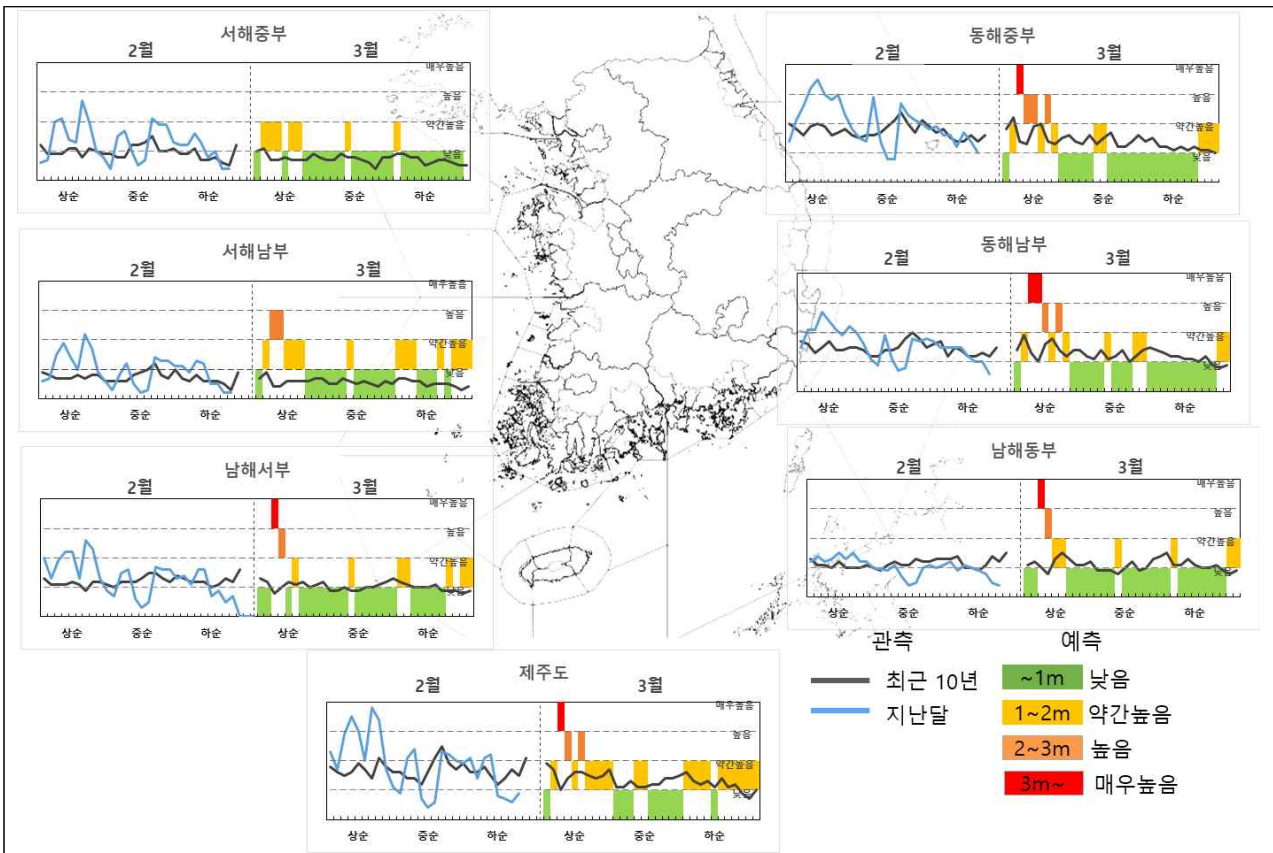 서해중부
2월 3월
매우높음
높음
약간높음
낮음
상순 중순 하순 상순 중순 하순
동해중부
2월 3월
매우높음
높음
약간높음
낮음
상순 중순 하순 상순 중순 하순
서해남부
2월 3월
매우높음
높음
약간높음
낮음
상순 중순 하순 상순 중순 하순
동해남부
2월 3월
매우높음
높음
약간높음
낮음
상순 중순 하순 상순 중순 하순
남해서부
2월 3월
매우높음
높음
약간높음
낮음
상순 중순 하순 상순 중순 하순
남해동부
2월 3월
매우높음
높음
약간높음
낮음
상순 중순 하순 상순 중순 하순
제주도
2월 3월
매우높음
높음
약간높음
낮음
상순 중순 하순 상순 중순 하순
관측 예측
최근 10년 ~1m 낮음
지난달 1~2m 약간높음
2~3m 높음
3m~ 매우높음